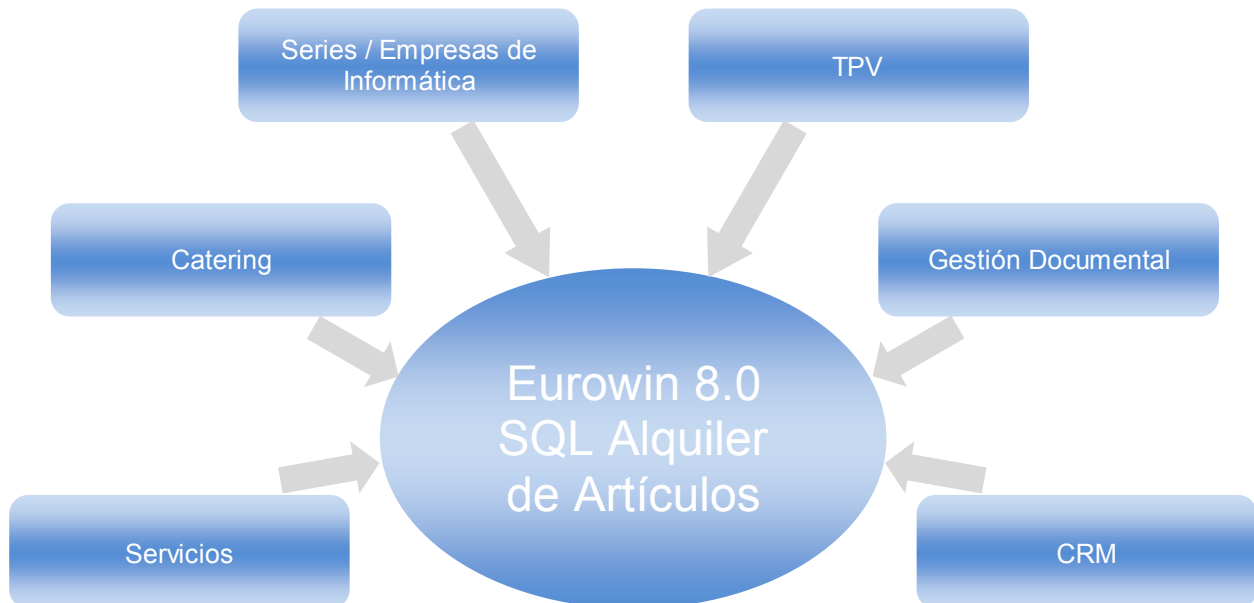 Series / Empresas de
Informática
TPV
Catering
Gestión Documental
Eurowin 8.0
SQL Alquiler
de Artículos
Servicios
CRM